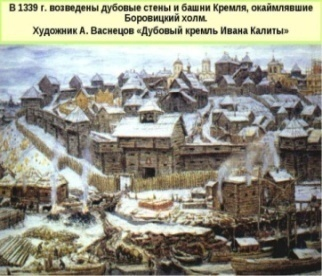 В 1339 г. возведены дубовые стены и башни Кремля, окаймлявшие
Боровицкий холм.
Художник А. Васнецов «Дубовый кремль Ивана Калиты»